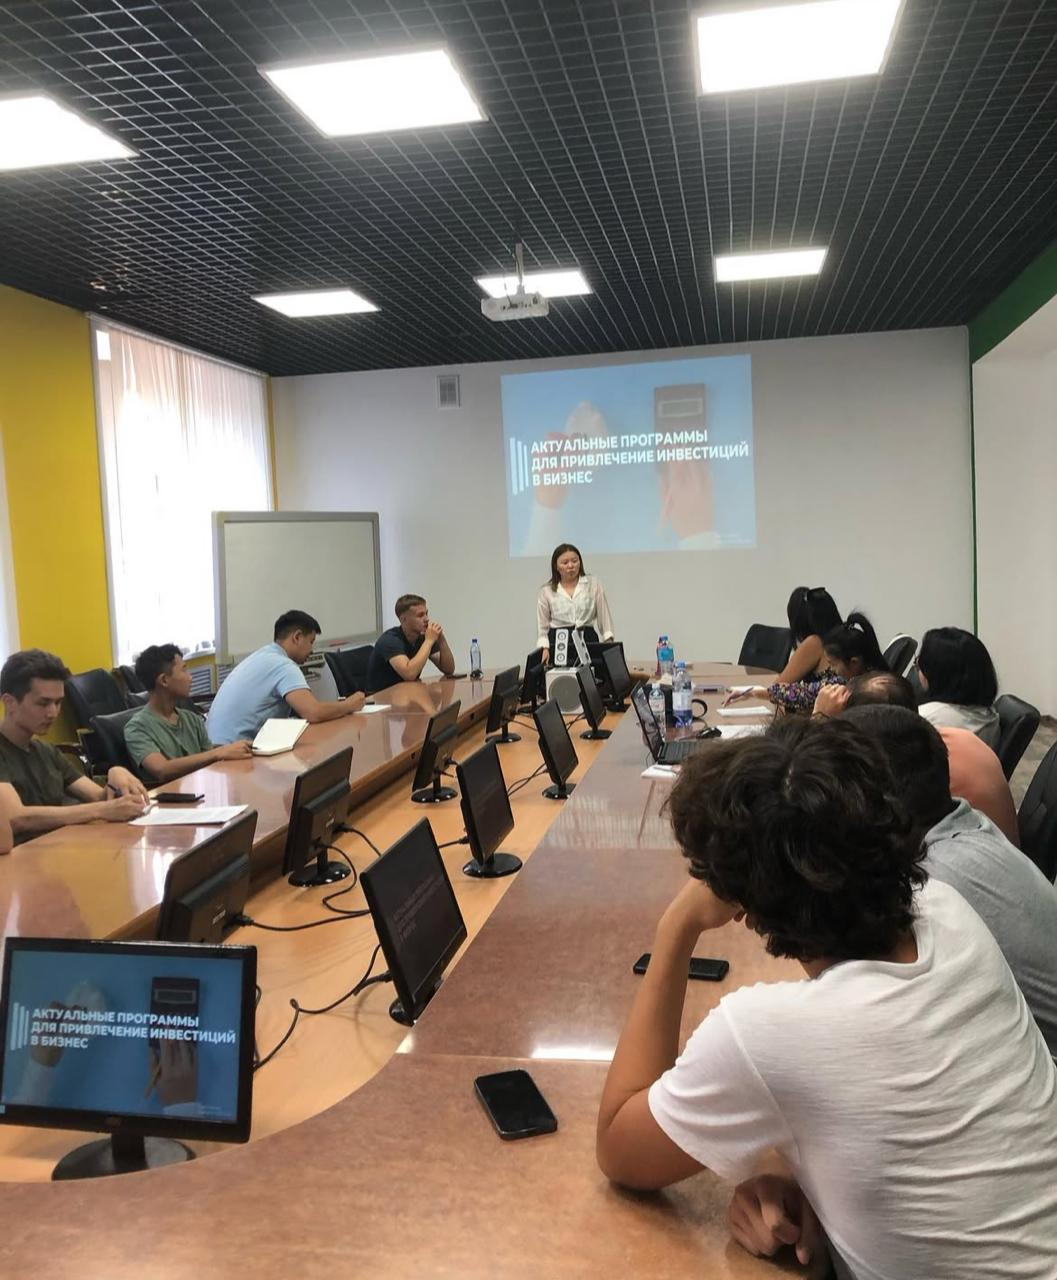 АКТУАЛЬНЫЕ ПРОГРАММЫ
ДЛЯ ПРИВЛЕЧЕНИЕ ИНВЕСТИЦИЙ
В БИЗНЕС
АКТУАЛЬНЫЕ ПРОГРАММЫ
ДЛЯ ПРИВЛЕЧЕНИЕ ИНВЕСТИЦИЙ
В БИЗНЕС